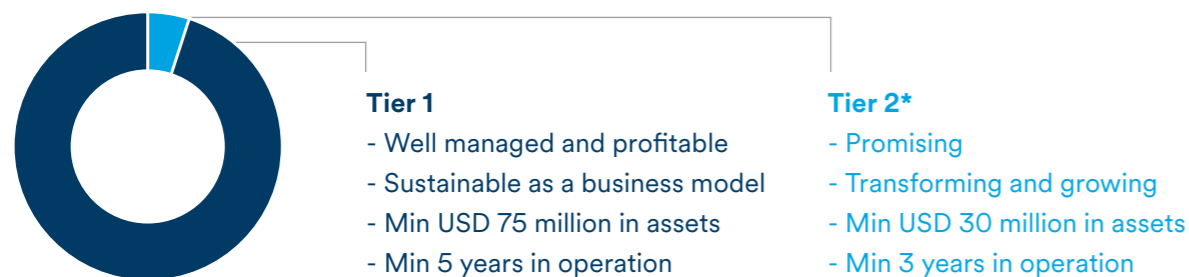 Tier 1
- Well managed and profitable
- Sustainable as a business model
- Min USD 75 million in assets
- Min 5 years in operation
Tier 2*
- Promising
- Transforming and growing
- Min USD 30 million in assets
- Min 3 years in operation